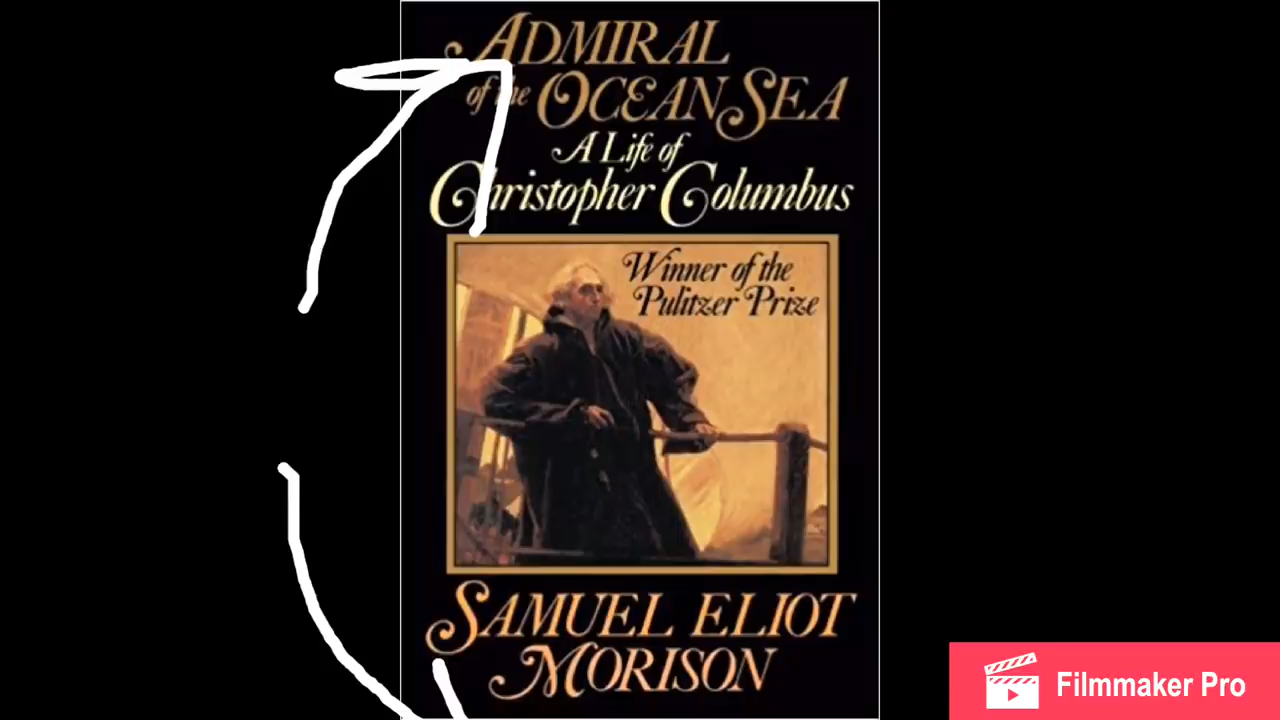 ADMIRAL
of the OCEAN SEA
A Life of
Christopher Columbus
Winner of the
Pulitzer Prize
SAMUEL ELIOT
MORISON
Filmmaker Pro